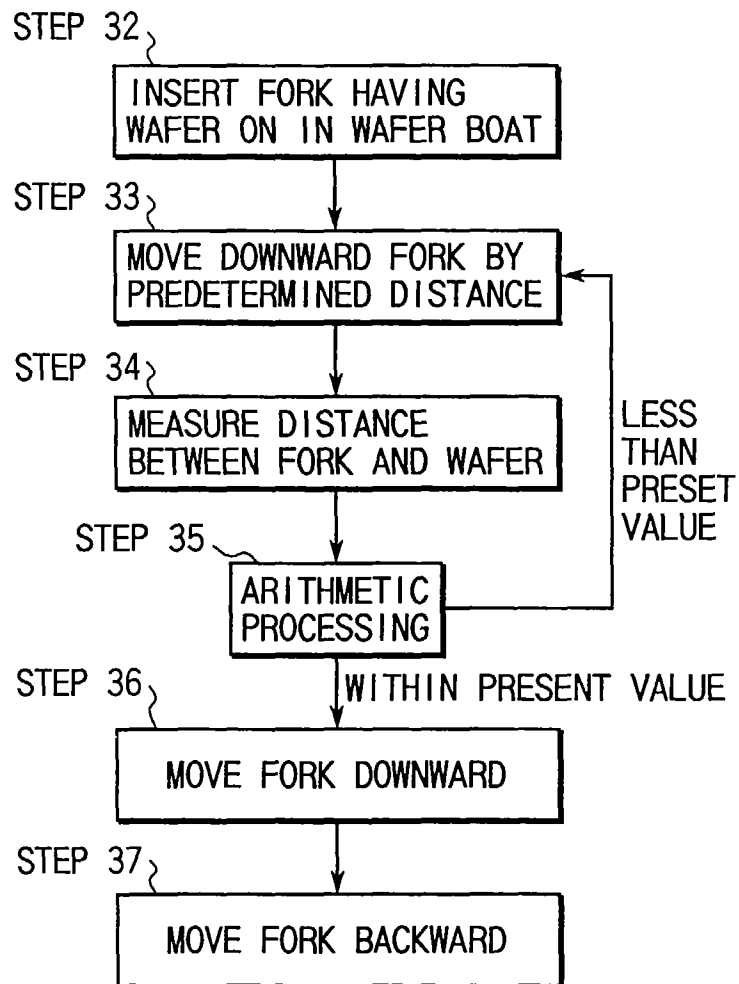 STEP 32
INSERT FORK HAVING
WAFER ON IN WAFER BOAT
STEP 33
MOVE DOWNWARD FORK BY
PREDETERMINED DISTANCE
STEP 34
MEASURE DISTANCE
BETWEEN FORK AND WAFER
LESS
THAN
PRESET
VALUE
STEP 35
ARITHMETIC
PROCESSING
WITHIN PRESENT VALUE
STEP 36
MOVE FORK DOWNWARD
STEP 37
MOVE FORK BACKWARD